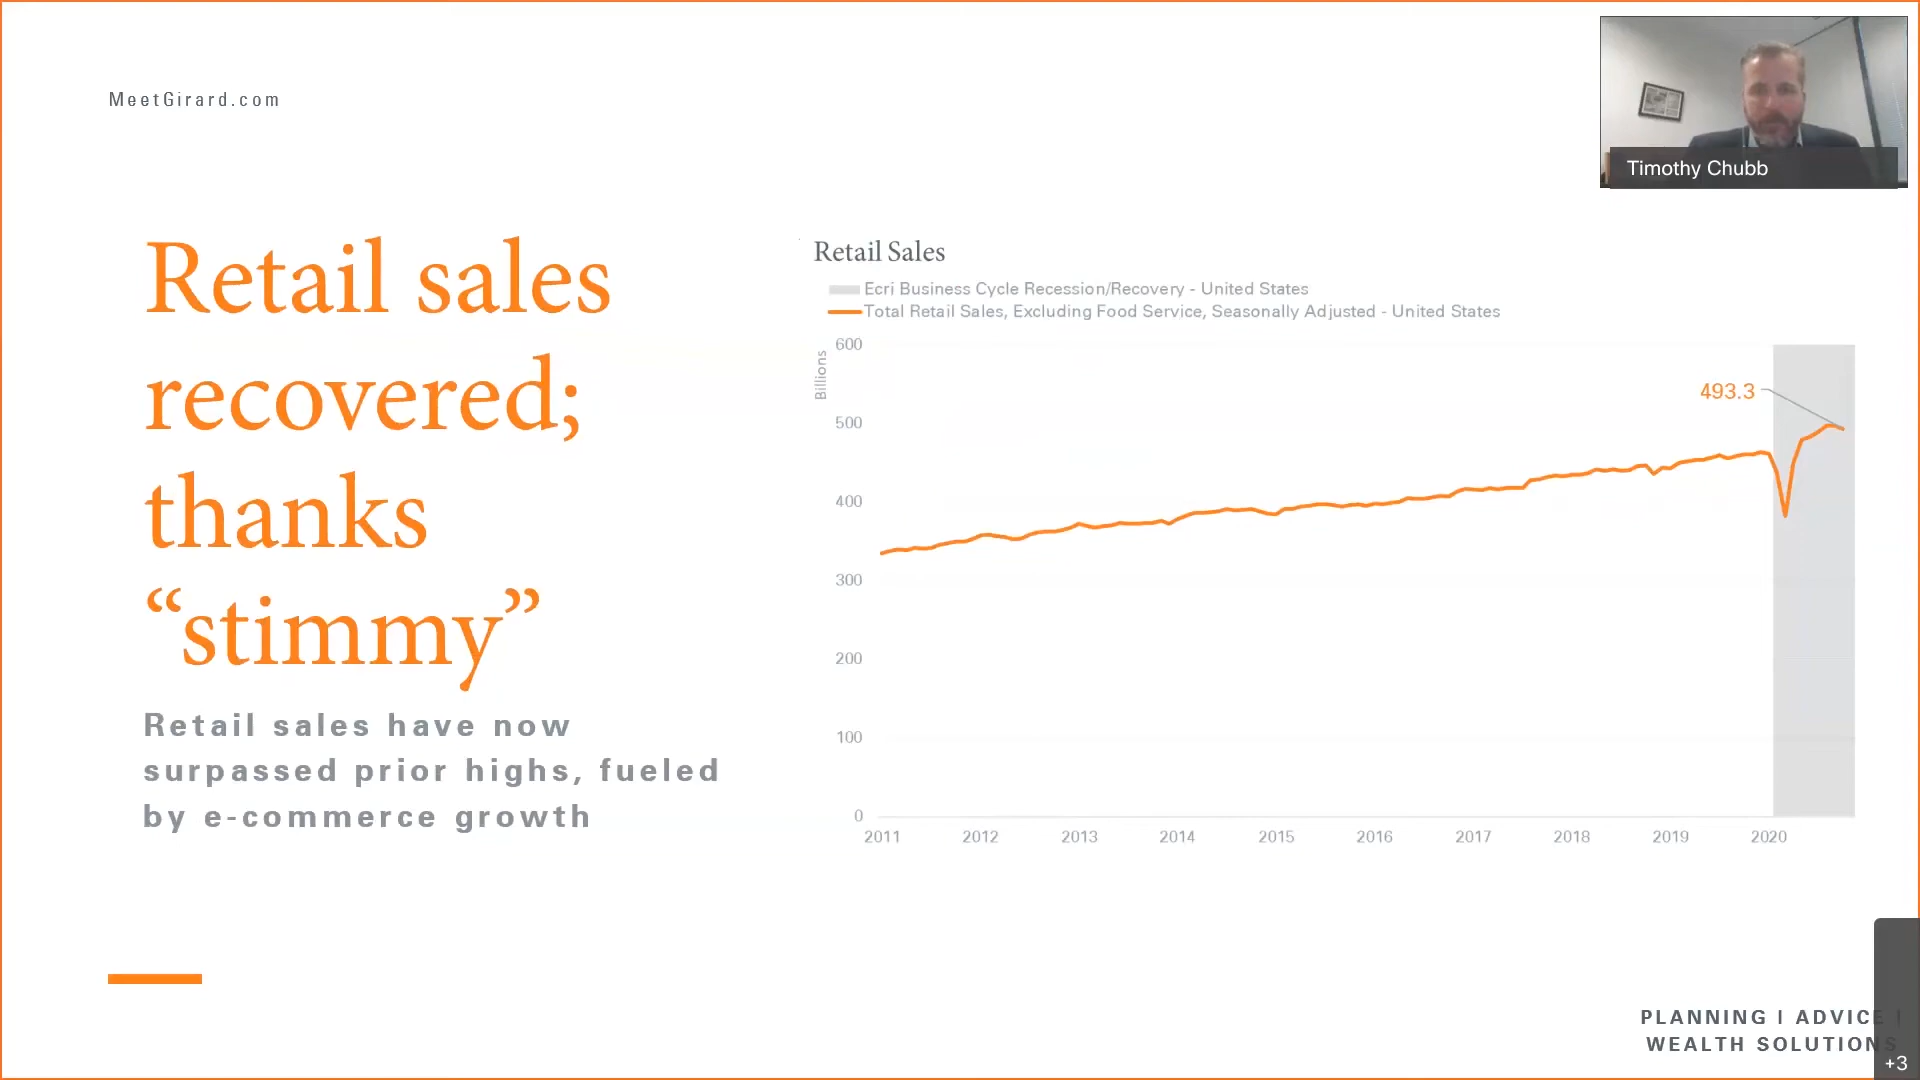 MeetGirard.com
Timothy Chubb
Retail sales
recovered;
thanks
“stimmy”
Retail sales have now
surpassed prior highs, fueled
by e-commerce growth
Retail Sales
Ecri Business Cycle Recession/Recovery - United States
Total Retail Sales, Excluding Food Service, Seasonally Adjusted - United States
Billions
600
500
400
300
200
100
0
493.3
2011 2012 2013 2014 2015 2016 2017 2018 2019 2020
PLANNING | ADVICE |
WEALTH SOLUTIONS
+3